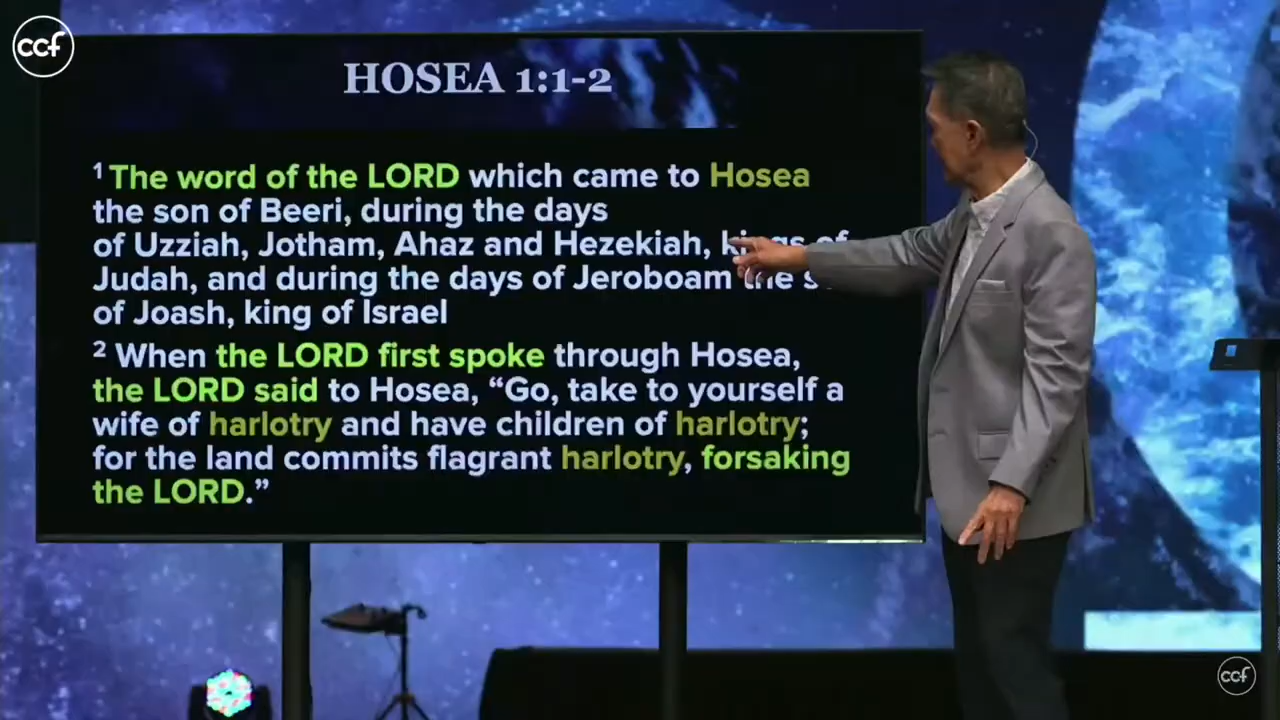 ccf
HOSEA 1:1-2
1 The word of the LORD which came to Hosea
the son of Beeri, during the days
of Uzziah, Jotham, Ahaz and Hezekiah, kings of
Judah, and during the days of Jeroboam the
of Joash, king of Israel
2 When the LORD first spoke through Hosea,
the LORD said to Hosea, “Go, take to yourself a
wife of harlotry and have children of harlotry;
for the land commits flagrant harlotry, forsaking
the LORD.”
ccf